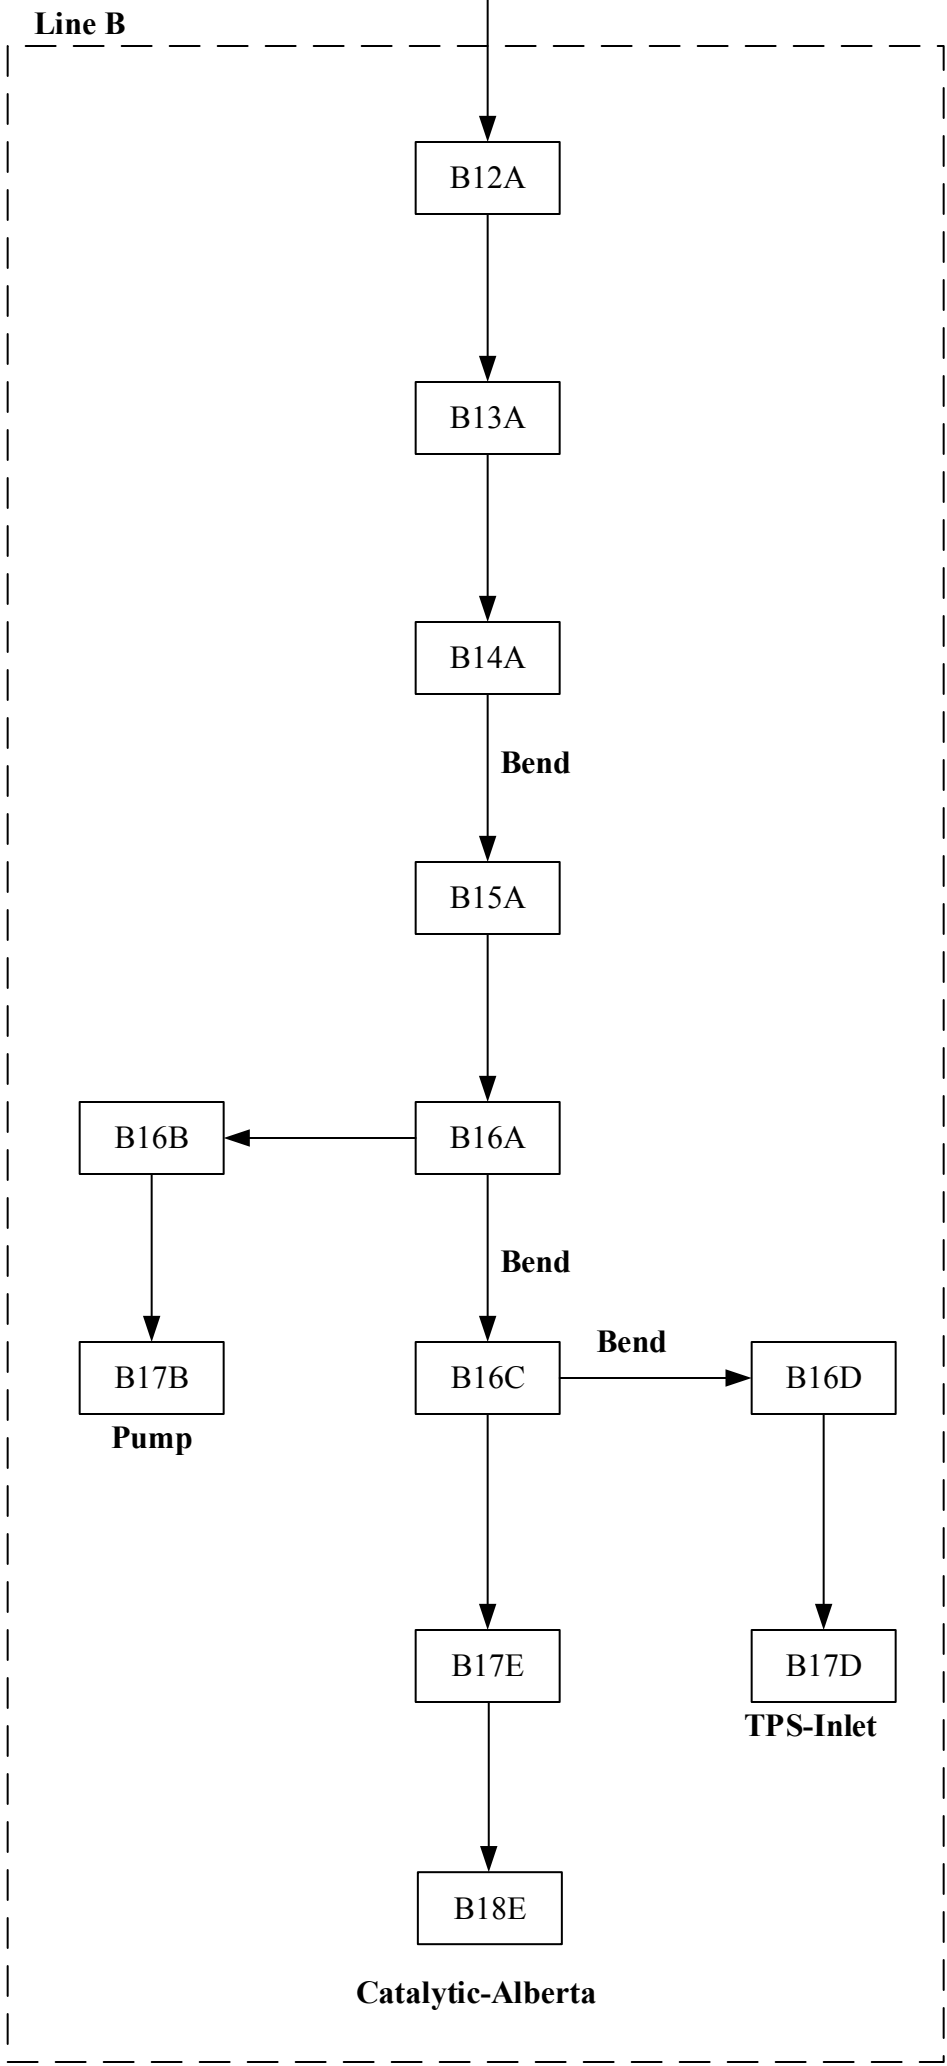 Line B
B12A
B13A
B14A
Bend
B15A
B16B
B16A
Bend
Bend
B17B
B16C
B16D
Pump
B17E
B17D
TPS-Inlet
B18E
Catalytic-Alberta